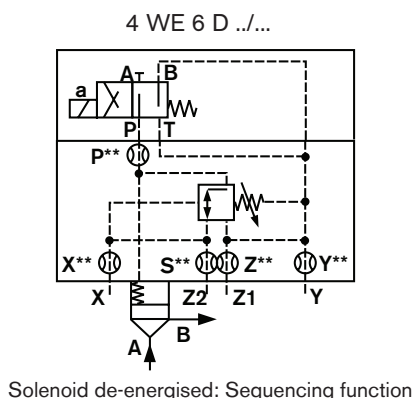 4 WE 6 D ../...
A T B
a
P T
P**
X** S** Z** Y**
X Z2 Z1 Y
B
A
Solenoid de-energised: Sequencing function